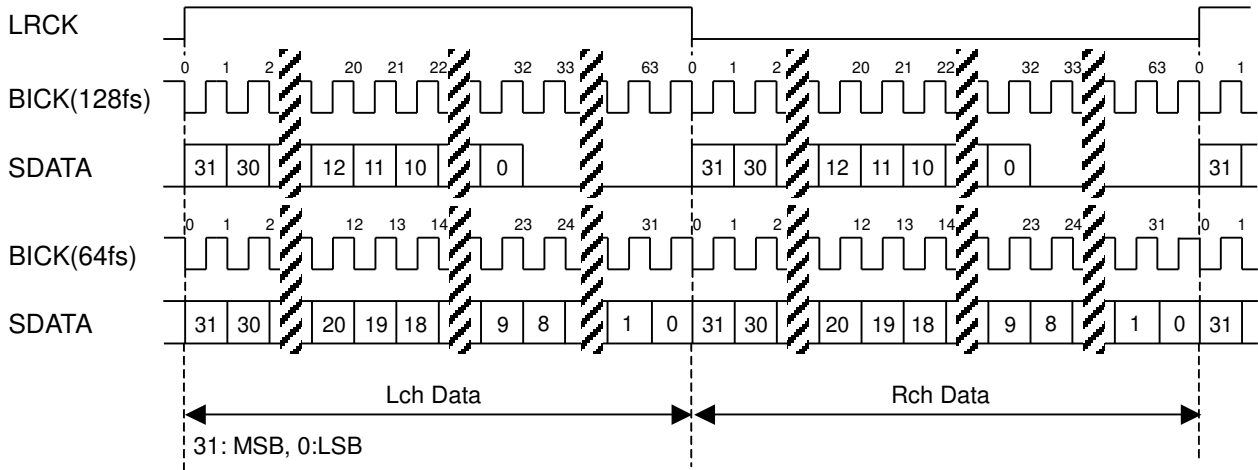 LRCK
0 1 2 20 21 22 32 33 63 0 1 2 20 21 22 32 33 63 0 1
BICK(128fs)
SDATA 31 30 12 11 10 0 31 30 12 11 10 0 31
0 1 2 12 13 14 23 24 31 0 1 2 12 13 14 23 24 31 0 1
BICK(64fs)
SDATA 31 30 20 19 18 9 8 1 0 31 30 20 19 18 9 8 1 0 31
Lch Data Rch Data
31: MSB, 0:LSB